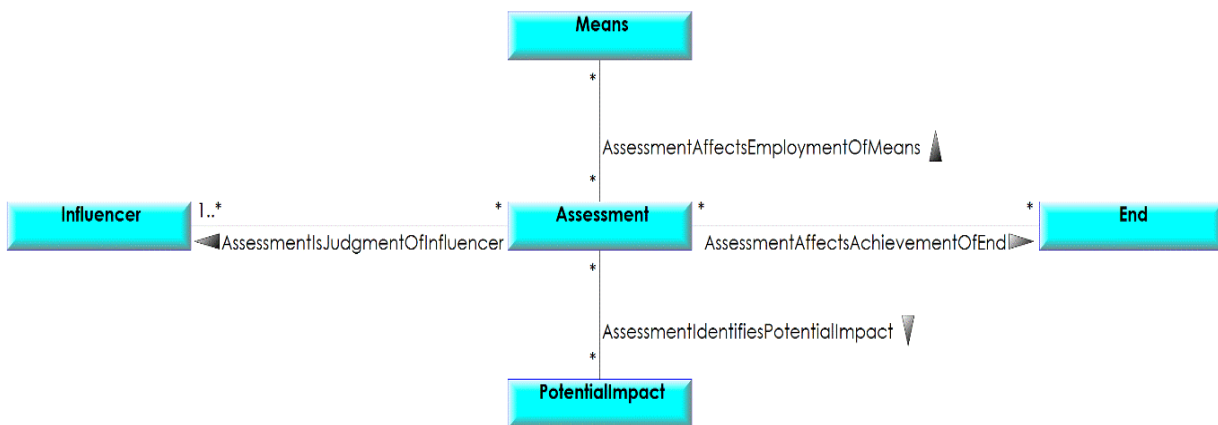 Means
*
AssessmentAffectsEmploymentOfMeans
*
Influencer
1..*
*
Assessment
*
*
End
AssessmentIsJudgmentOfInfluencer
AssessmentAffectsAchievementOfEnd
*
AssessmentIdentifiesPotentialImpact
*
PotentialImpact